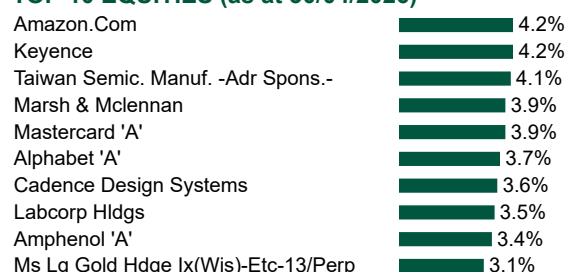 Amazon.Com 4.2%
Keyence 4.2%
Taiwan Semic. Manuf. -Adr Spons.- 4.1%
Marsh & Mclennan 3.9%
Mastercard 'A' 3.9%
Alphabet 'A' 3.7%
Cadence Design Systems 3.6%
Labcorp Hldgs 3.5%
Amphenol 'A' 3.4%
Ms Lg Gold Hdge Ix(Wis)-Etc-13/Perp 3.1%